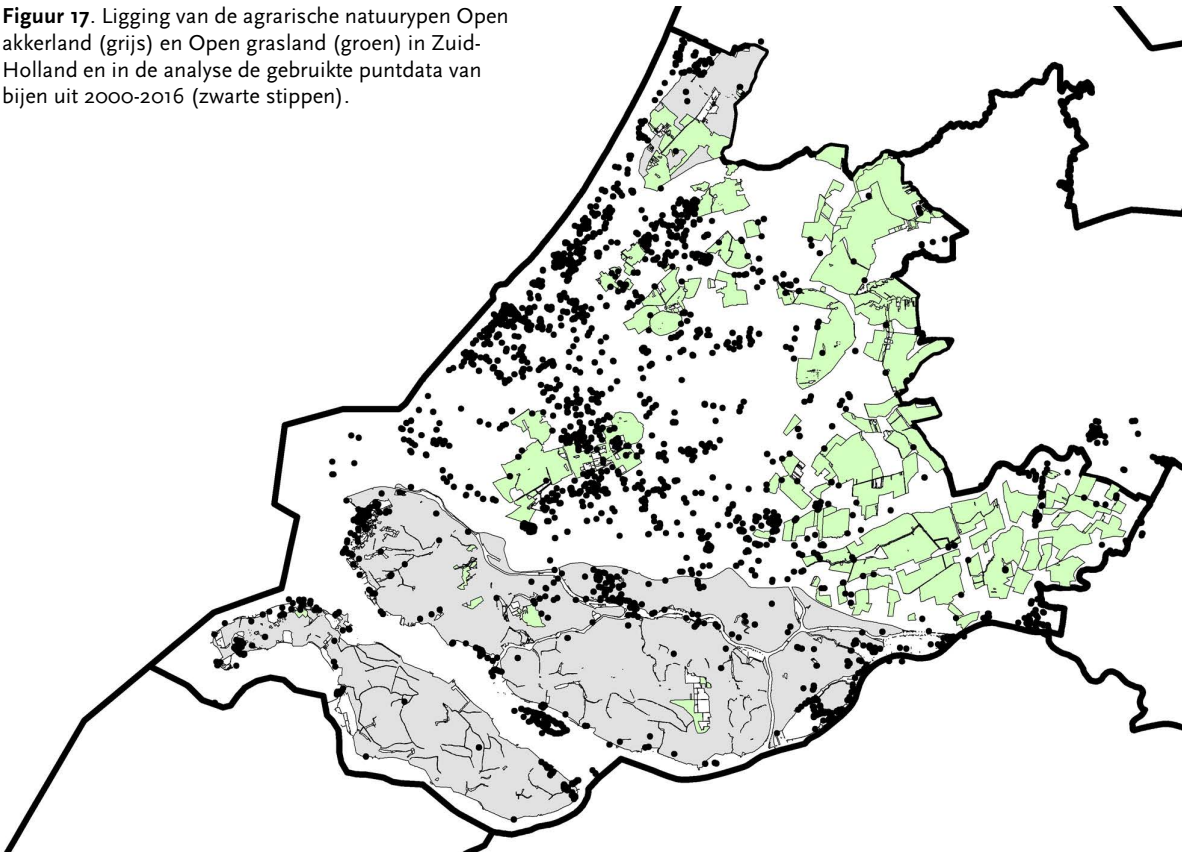 Figuur 17. Ligging van de agrarische natuurypen Open
akkerland (grijs) en Open grasland (groen) in Zuid-
Holland en in de analyse de gebruikte puntdata van
bijen uit 2000-2016 (zwarte stippen).